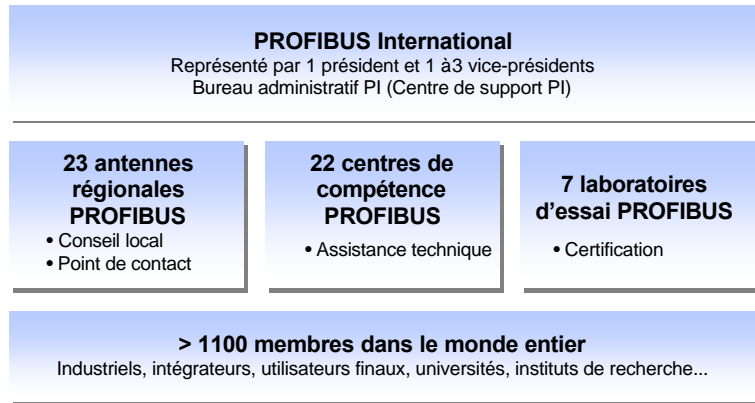 PROFIBUS International
Représenté par 1 président et 1 à3 vice-présidents
Bureau administratif PI (Centre de support PI)
23 antennes
régionales
PROFIBUS
• Conseil local
• Point de contact
22 centres de
compétence
PROFIBUS
• Assistance technique
7 laboratoires
d'essai PROFIBUS
• Certification
> 1100 membres dans le monde entier
Industriels, intégrateurs, utilisateurs finaux, universités, instituts de recherche...